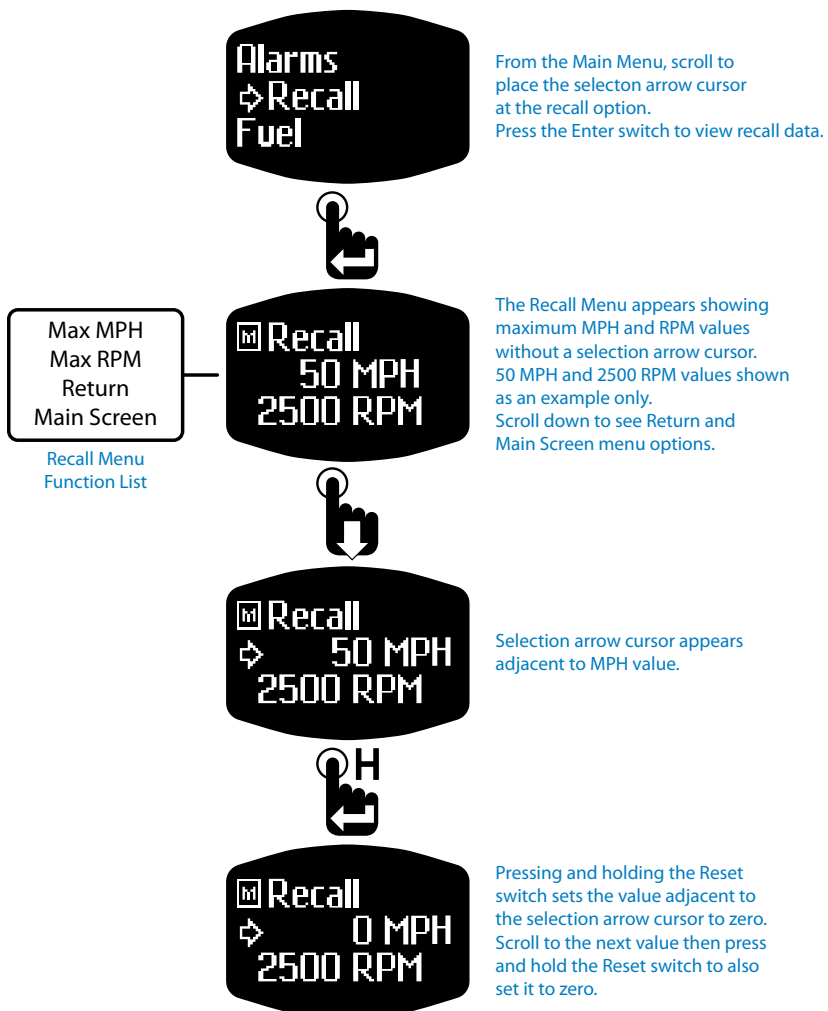 Alarms
Recall
Fuel
From the Main Menu, scroll to
place the selecton arrow cursor
at the recall option.
Press the Enter switch to view recall data.
Max MPH
Max RPM
Return
Main Screen
Recall Menu
Function List
M Recall
50 MPH
2500 RPM
The Recall Menu appears showing
maximum MPH and RPM values
without a selection arrow cursor.
50 MPH and 2500 RPM values shown
as an example only.
Scroll down to see Return and
Main Screen menu options.
M Recall
50 MPH
2500 RPM
Selection arrow cursor appears
adjacent to MPH value.
H
M Recall
0 MPH
2500 RPM
Pressing and holding the Reset
switch sets the value adjacent to
the selection arrow cursor to zero.
Scroll to the next value then press
and hold the Reset switch to also
set it to zero.